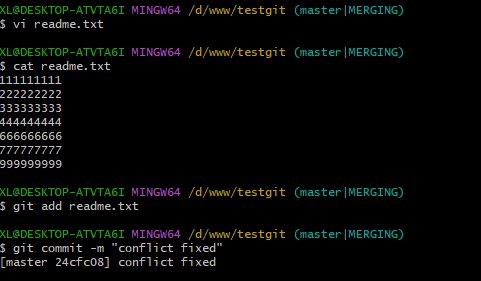 XL@DESKTOP-ATVTA6I MINGW64 /d/www/testgit (master|MERGING)
$ vi readme.txt
XL@DESKTOP-ATVTA6I MINGW64 /d/www/testgit (master|MERGING)
$ cat readme.txt
111111111
222222222
333333333
444444444
666666666
777777777
999999999
XL@DESKTOP-ATVTA6I MINGW64 /d/www/testgit (master|MERGING)
$ git add readme.txt
XL@DESKTOP-ATVTA6I MINGW64 /d/www/testgit (master|MERGING)
$ git commit -m "conflict fixed"
[master 24cfc08] conflict fixed